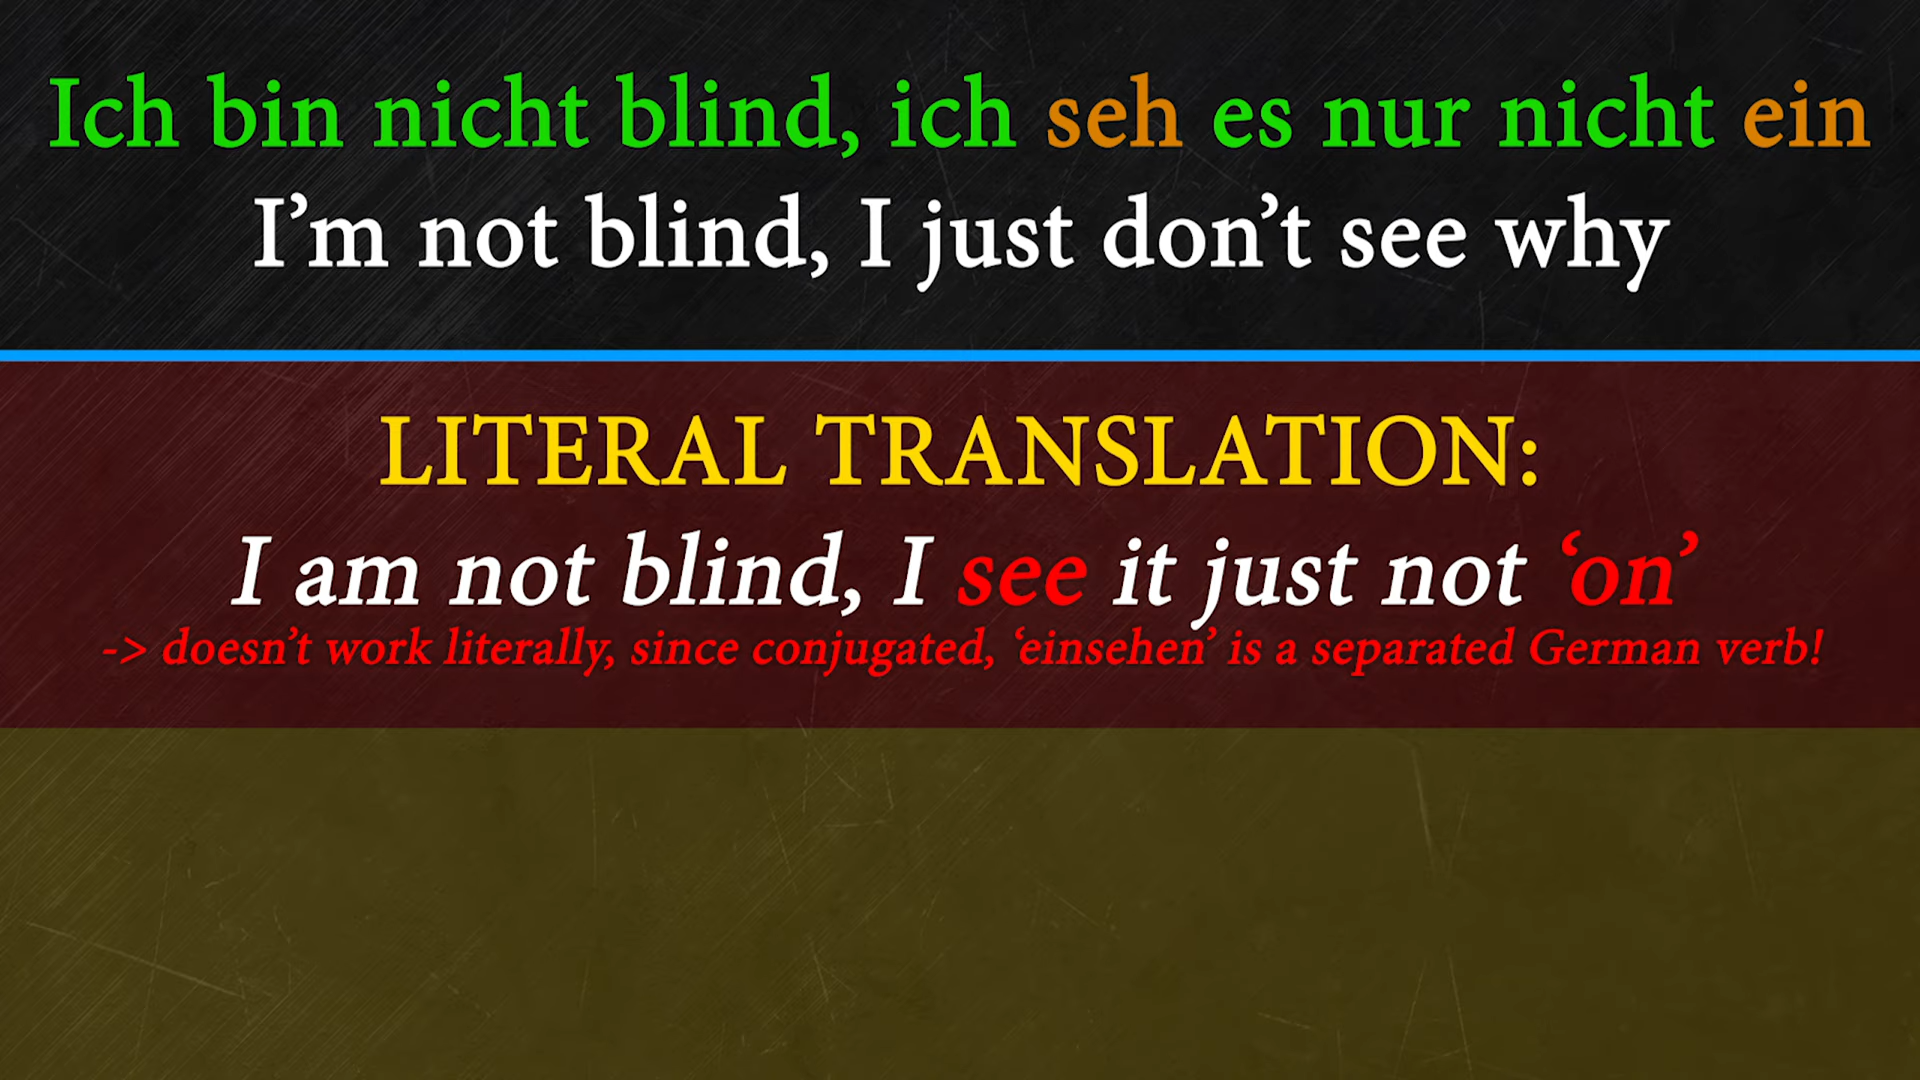 Ich bin nicht blind, ich seh es nur nicht ein
I’m not blind, I just don’t see why
LITERAL TRANSLATION:
I am not blind, I see it just not ‘on’
-> doesn’t work literally, since conjugated, ‘einsehen’ is a separated German verb!